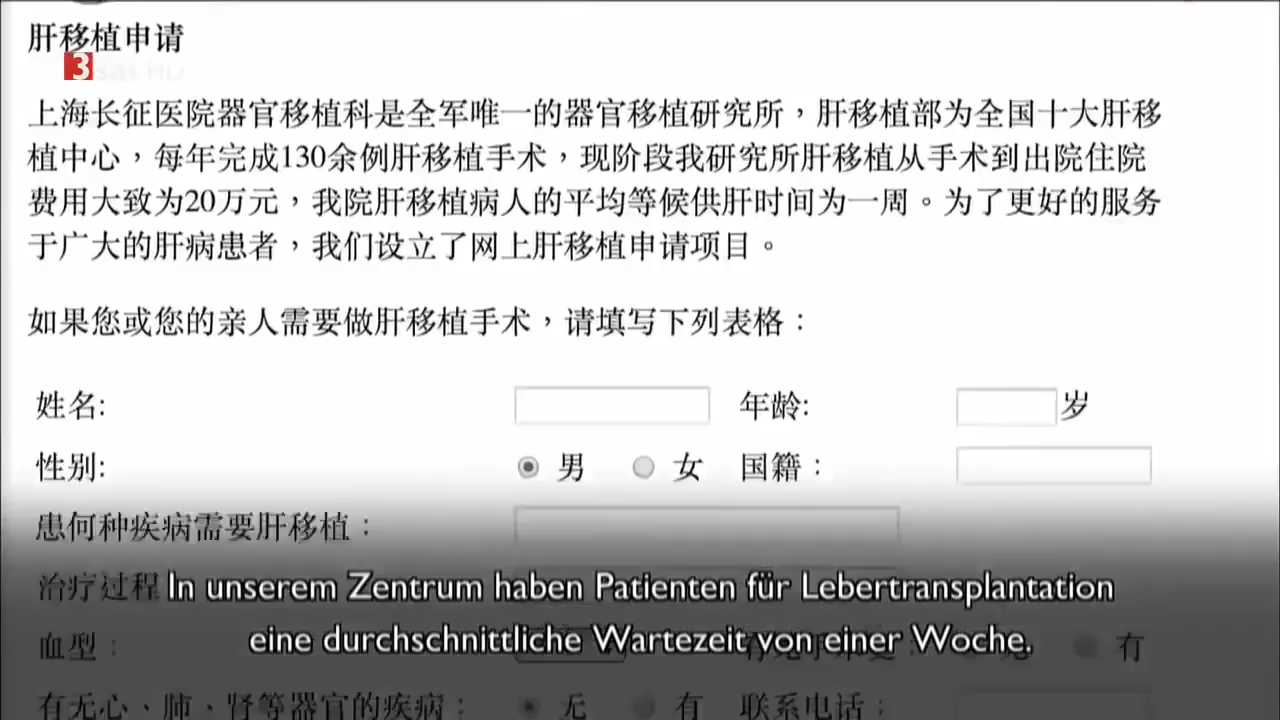 肝移植申请
3sat HD
上海长征医院器官移植科是全军唯一的器官移植研究所，肝移植部为全国十大肝移
植中心，每年完成130余例肝移植手术，现阶段我研究所肝移植从手术到出院住院
费用大致为20万元，我院肝移植病人的平均等候供肝时间为一周。为了更好的服务
于广大的肝病患者，我们设立了网上肝移植申请项目。
如果您或您的亲人需要做肝移植手术，请填写下列表格：
姓名: 年龄: 岁
性别: 男 女 国籍：
患何种疾病需要肝移植：
治疗过程
In unserem Zentrum haben Patienten für Lebertransplantation
eine durchschnittliche Wartezeit von einer Woche.
血型： 有
有无心、肺、肾等器官的疾病： 无 有 联系电话：